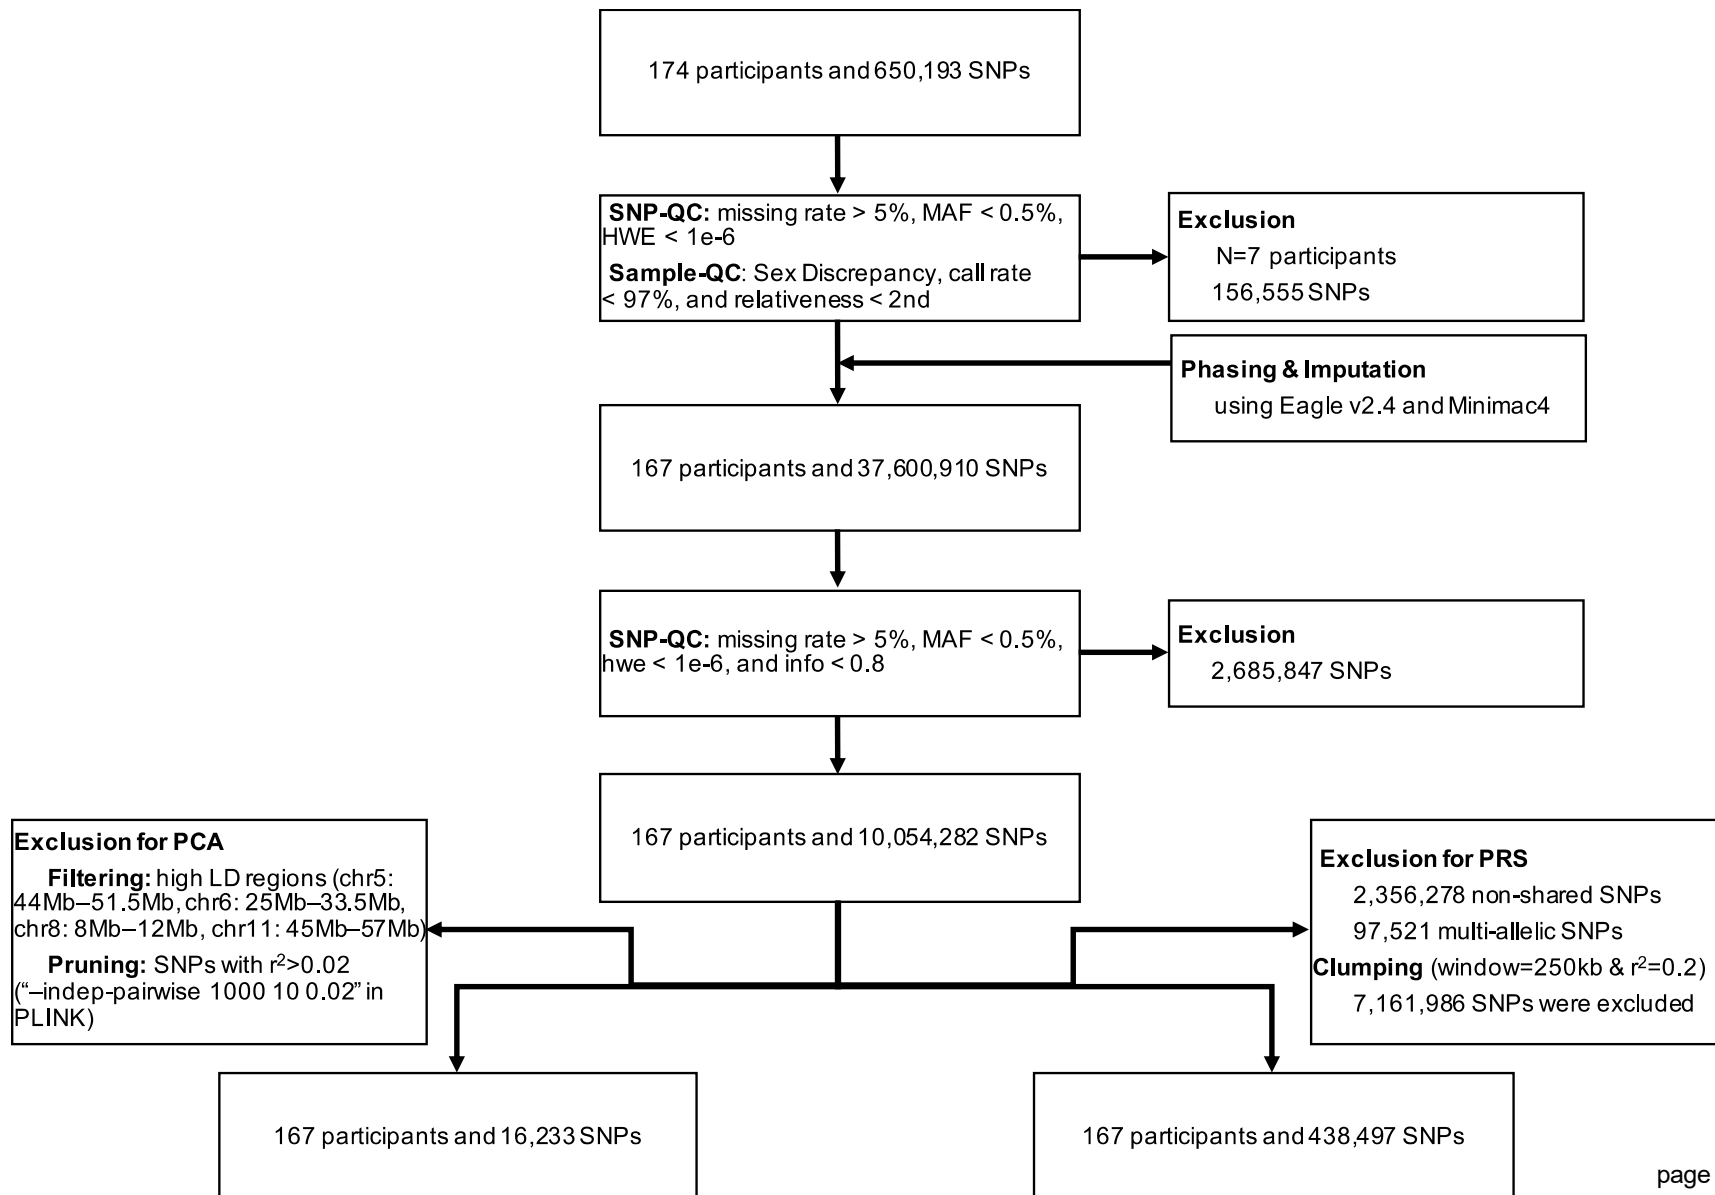 174 participants and 650,193 SNPs
SNP-QC: missing rate > 5%, MAF < 0.5%,
HWE < 1e-6
Sample-QC: Sex Discrepancy, call rate
< 97%, and relativeness < 2nd
Exclusion
N=7 participants
156,555 SNPs
Phasing & Imputation
using Eagle v2.4 and Minimac4
167 participants and 37,600,910 SNPs
SNP-QC: missing rate > 5%, MAF < 0.5%,
hwe < 1e-6, and info < 0.8
Exclusion
2,685,847 SNPs
167 participants and 10,054,282 SNPs
Exclusion for PCA
Filtering: high LD regions (chr5:
44Mb–51.5Mb, chr6: 25Mb–33.5Mb,
chr8: 8Mb–12Mb, chr11: 45Mb–57Mb)
Pruning: SNPs with r²>0.02
(“–indep-pairwise 1000 10 0.02” in
PLINK)
Exclusion for PRS
2,356,278 non-shared SNPs
97,521 multi-allelic SNPs
Clumping (window=250kb & r²=0.2)
7,161,986 SNPs were excluded
167 participants and 16,233 SNPs
167 participants and 438,497 SNPs
page